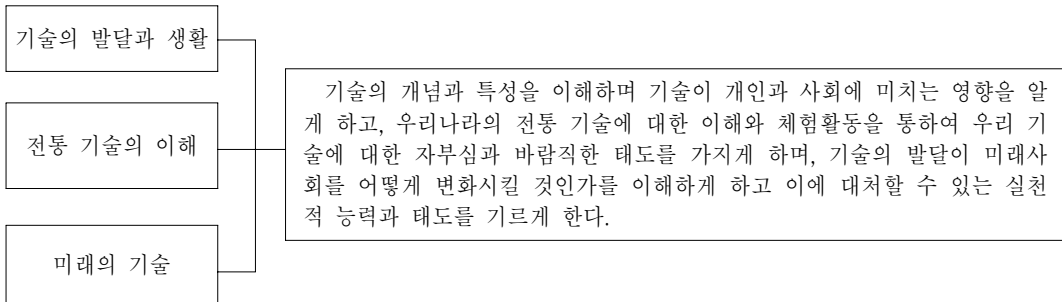 기술의 발달과 생활
전통 기술의 이해
미래의 기술
기술의 개념과 특성을 이해하며 기술이 개인과 사회에 미치는 영향을 알
게 하고, 우리나라의 전통 기술에 대한 이해와 체험활동을 통하여 우리 기
술에 대한 자부심과 바람직한 태도를 가지게 하며, 기술의 발달이 미래사
회를 어떻게 변화시킬 것인가를 이해하게 하고 이에 대처할 수 있는 실천
적 능력과 태도를 기르게 한다.